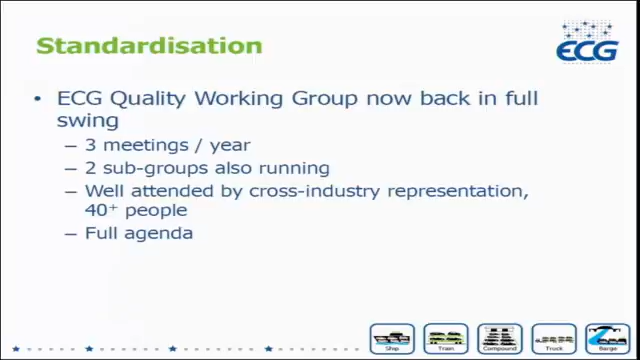 Standardisation
ECG
• ECG Quality Working Group now back in full
swing
– 3 meetings / year
– 2 sub-groups also running
– Well attended by cross-industry representation,
40+ people
– Full agenda
Ship
Train
Compound
Truck
Barge